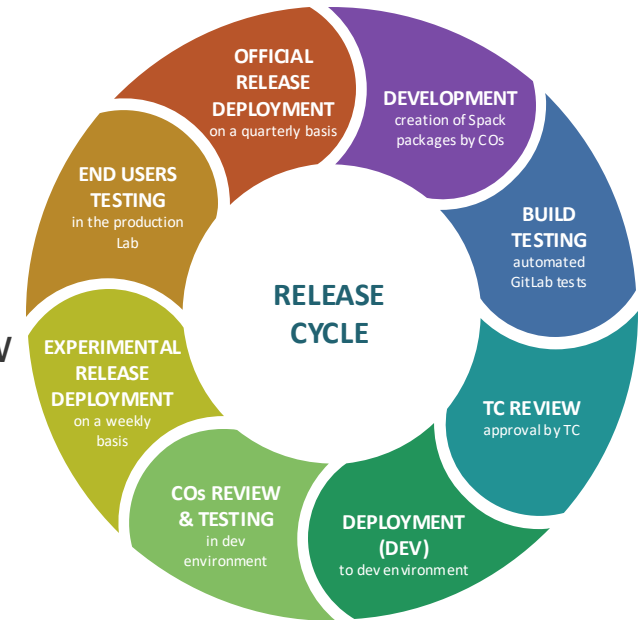 RELEASE
CYCLE
DEVELOPMENT
creation of Spack
packages by COs
BUILD
TESTING
automated
GitLab tests
TC REVIEW
approval by TC
DEPLOYMENT
(DEV)
to dev environment
COs REVIEW
& TESTING
in dev
environment
EXPERIMENTAL
RELEASE
DEPLOYMENT
on a weekly
basis
END USERS
TESTING
in the production
Lab
OFFICIAL
RELEASE
DEPLOYMENT
on a quarterly basis